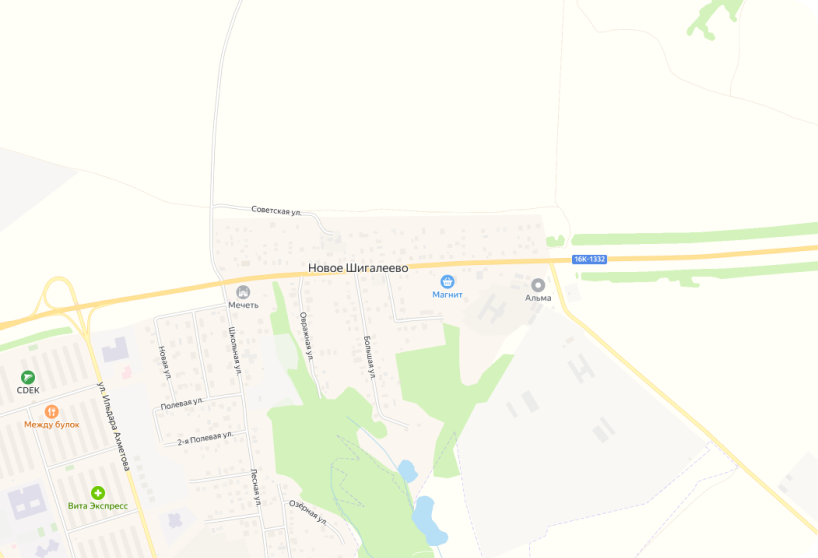 Советская ул.
16К-1332
Новое Шигалеево
Магнит
Альма
Мечеть
Овражная ул.
Школьная ул.
Большая ул.
Новая ул.
CDEK
ул. Ильдара Ахметова
Полевая ул.
Между булок
2-я Полевая ул.
Лесная ул.
Вита Экспресс
Озёрная ул.